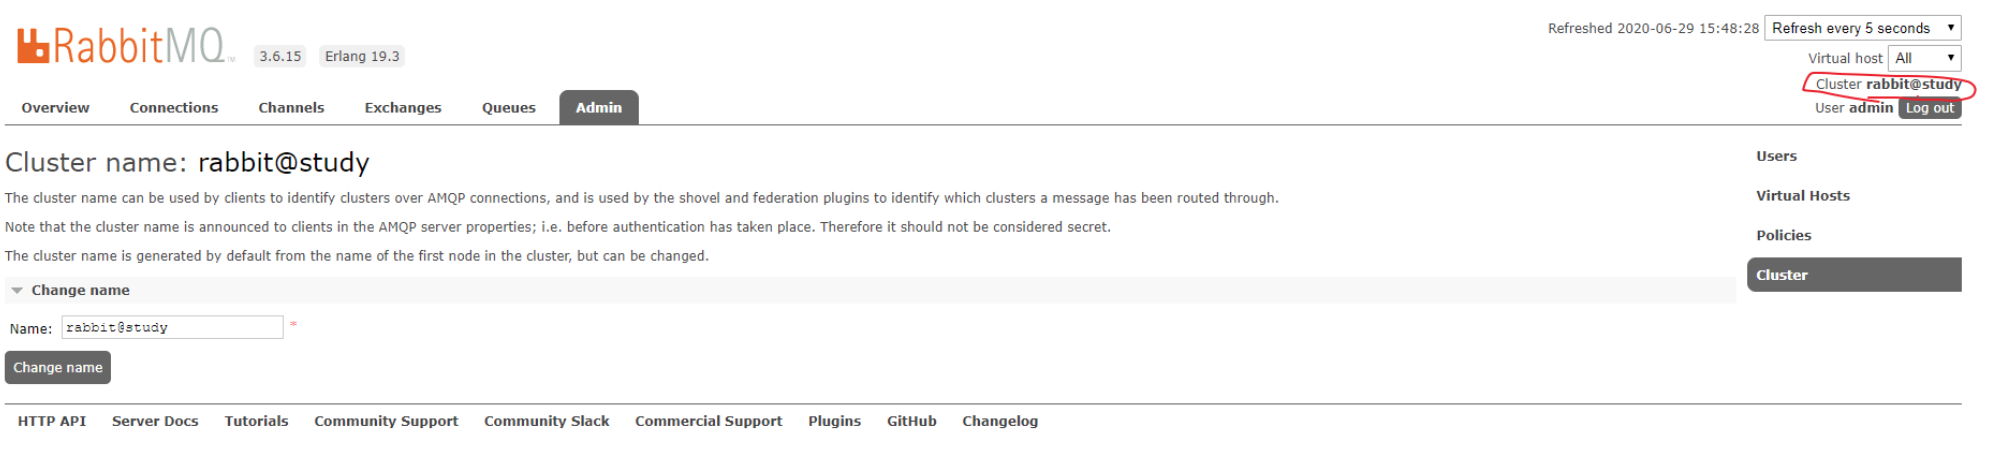 RabbitMQ TM 3.6.15 Erlang 19.3
Refreshed 2020-06-29 15:48:28 Refresh every 5 seconds
Virtual host All
Cluster rabbit@study
User admin Log out
Overview Connections Channels Exchanges Queues Admin
Cluster name: rabbit@study
The cluster name can be used by clients to identify clusters over AMQP connections, and is used by the shovel and federation plugins to identify which clusters a message has been routed through.
Note that the cluster name is announced to clients in the AMQP server properties; i.e. before authentication has taken place. Therefore it should not be considered secret.
The cluster name is generated by default from the name of the first node in the cluster, but can be changed.
Change name
Name: rabbit@study *
Change name
Users
Virtual Hosts
Policies
Cluster
HTTP API Server Docs Tutorials Community Support Community Slack Commercial Support Plugins GitHub Changelog